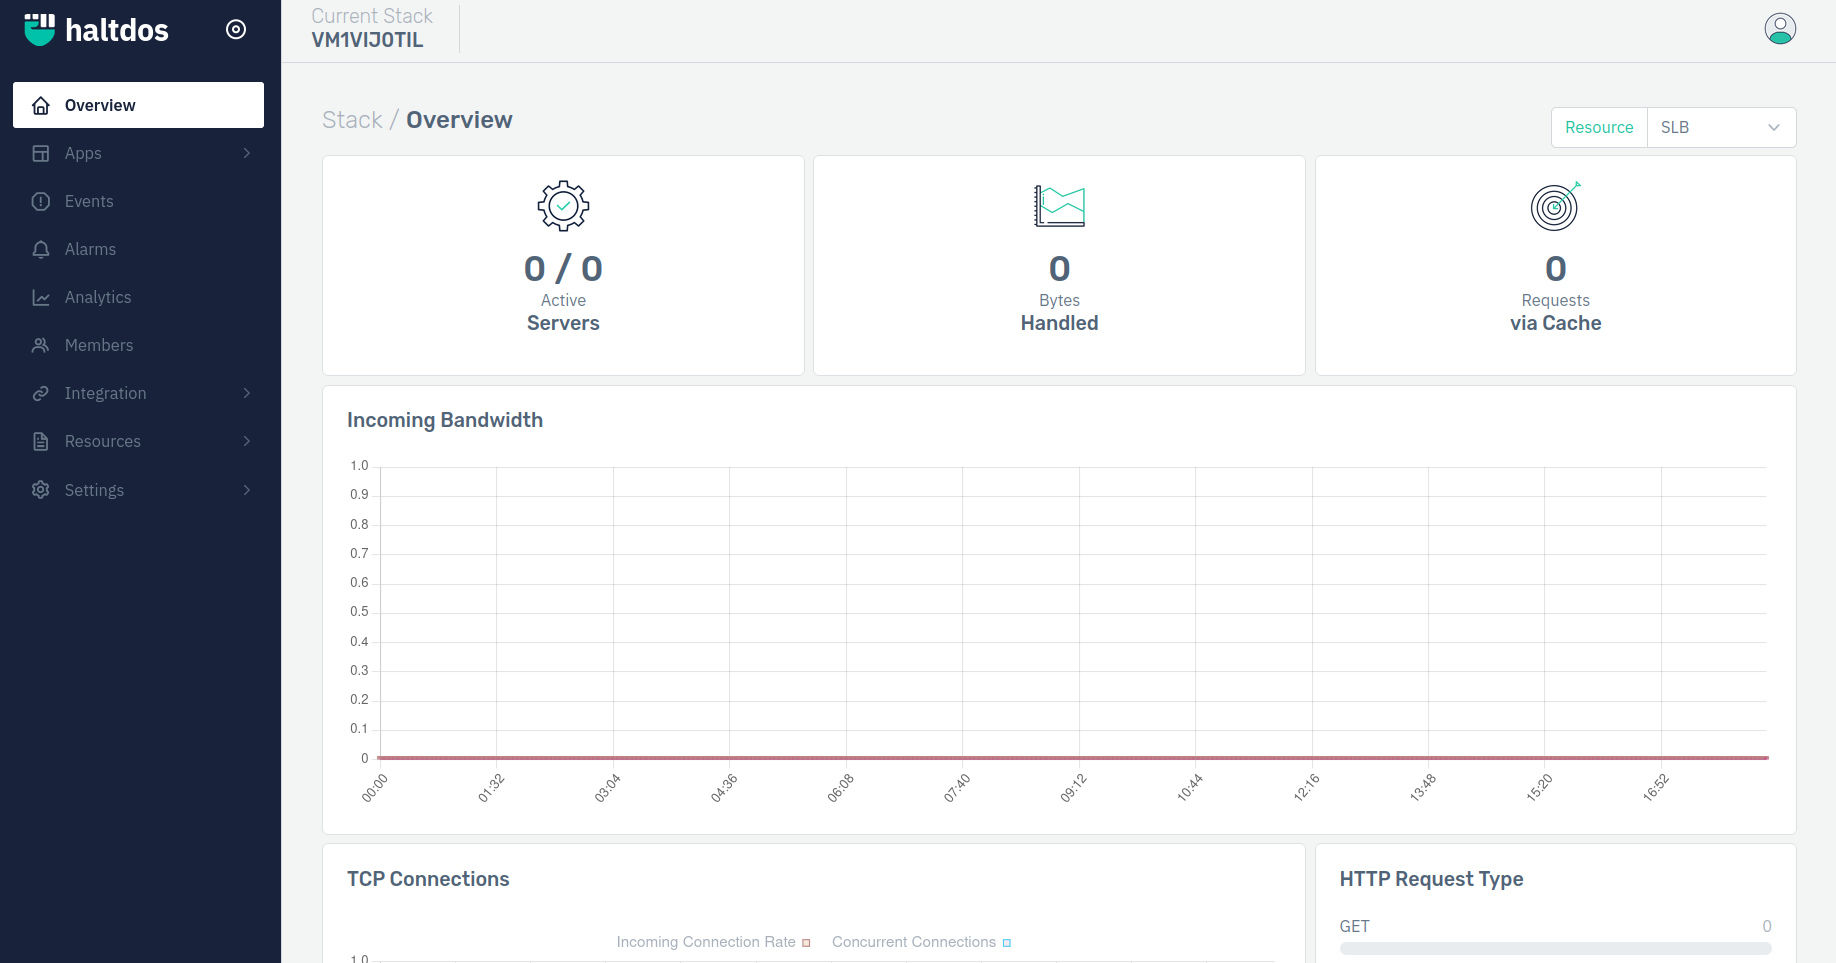 haltdos
Current Stack
VM1VIJ0TIL
Overview
Apps
Events
Alarms
Analytics
Members
Integration
Resources
Settings
Stack / Overview
Resource SLB
0 / 0
Active
Servers
0
Bytes
Handled
0
Requests
via Cache
Incoming Bandwidth
1.0
0.9
0.8
0.7
0.6
0.5
0.4
0.3
0.2
0.1
0
00:00 01:32 03:04 04:36 06:08 07:40 09:12 10:44 12:16 13:48 15:20 16:52
TCP Connections
Incoming Connection Rate Concurrent Connections
1.0
HTTP Request Type
GET 0